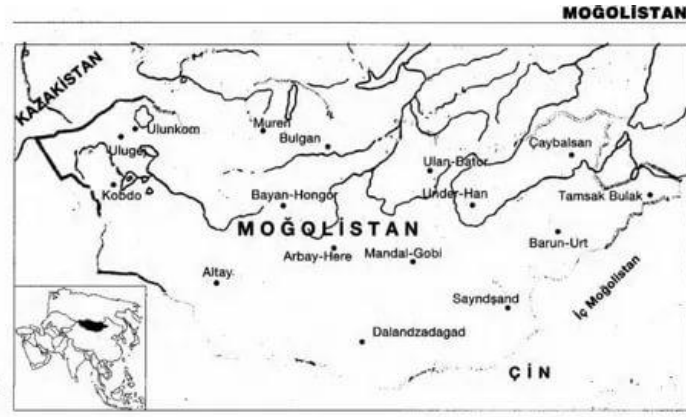 MOĞOLİSTAN
KAZAKİSTAN
Ulunkom
Muren
Ulugey
Bulgan
Çaybalsan
Ulan-Bator
Kobdo
Bayan-Hongor
Under-Han
Tamsak Bulak
MOĞOLİSTAN
Arbay-Here
Mandal-Gobi
Barun-Urt
Altay
İç Moğolistan
Sayndşand
Dalandzadagad
ÇİN